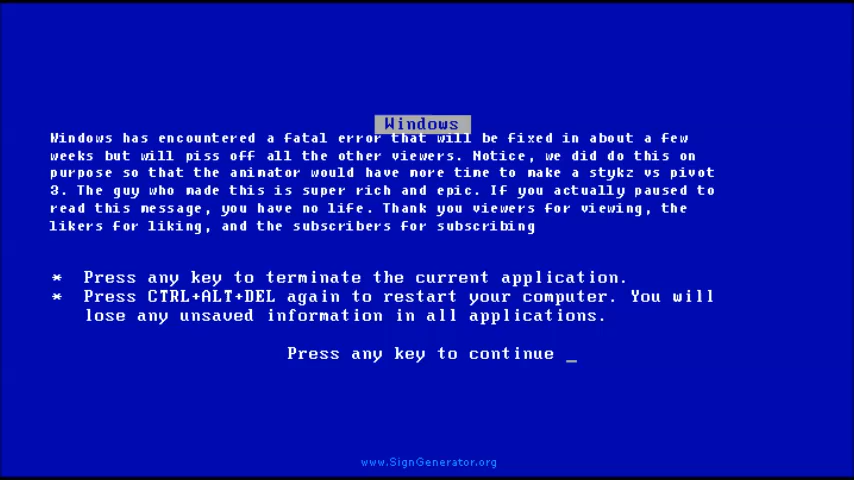 Windows
Windows has encountered a fatal error that will be fixed in about a few
weeks but will piss off all the other viewers. Notice, we did do this on
purpose so that the animator would have more time to make a stykz vs pivot
3. The guy who made this is super rich and epic. If you actually paused to
read this message, you have no life. Thank you viewers for viewing, the
likers for liking, and the subscribers for subscribing
* Press any key to terminate the current application.
* Press CTRL+ALT+DEL again to restart your computer. You will
lose any unsaved information in all applications.
Press any key to continue _
www.SignGenerator.org